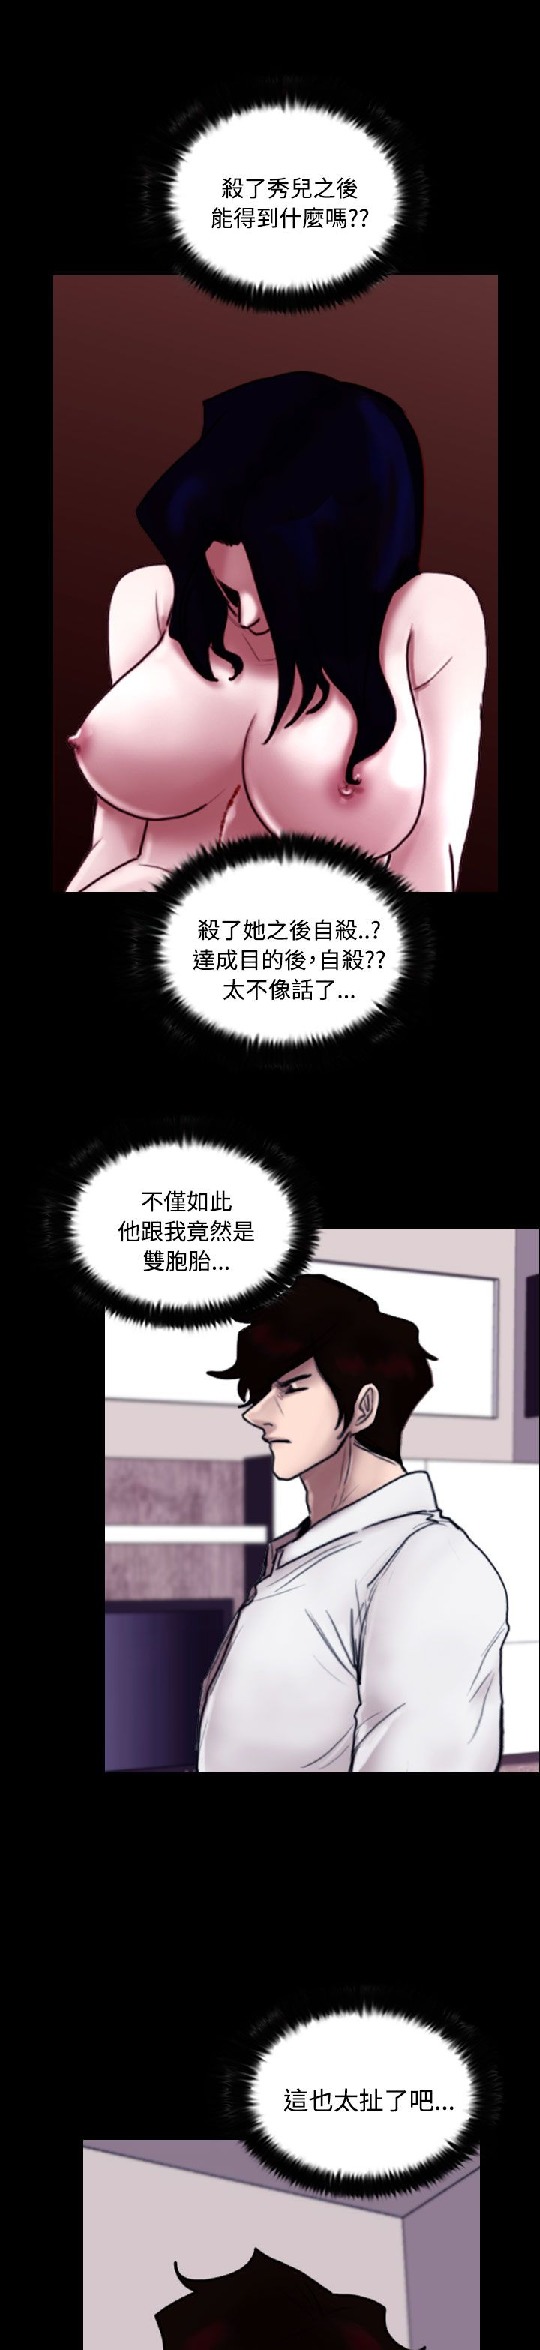 殺了秀兒之後
能得到什麼嗎??
殺了她之後自殺..?
達成目的後,自殺??
太不像話了...
不僅如此
他跟我竟然是
雙胞胎...
這也太扯了吧...